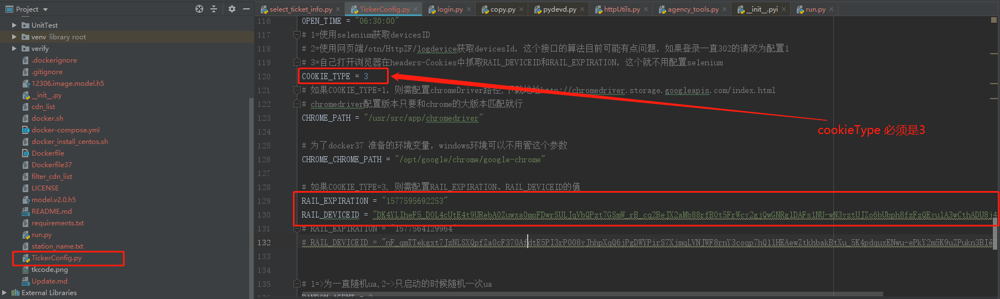 Project
select_ticket_info.py
TickerConfig.py
login.py
copy.py
pydevd.py
httpUtils.py
agency_tools.py
__init__.pyi
run.py
UnitTest
venv library root
verify
.dockerignore
.gitignore
12306.image.model.h5
__init__.py
cdn_list
docker.sh
docker-compose.yml
docker_install_centos.sh
Dockerfile
Dockerfile37
filter_cdn_list
LICENSE
model.v2.0.h5
README.md
requirements.txt
run.py
station_name.txt
TickerConfig.py
tkcode.png
Update.md
External Libraries
116 OPEN_TIME = "06:30:00"
117 # 1=使用selenium获取devicesID
118 # 2=使用网页端/otn/HttpZF/logdevice获取devicesId，这个接口的算法目前可能有点问题，如果登录一直302的请改为配置1
119 # 3=自己打开浏览器在headers-Cookies中抓取RAIL_DEVICEID和RAIL_EXPIRATION，这个就不用配置selenium
120 COOKIE_TYPE = 3
121 # 如果COOKIE_TYPE=1，则需配置chromeDriver路径,下载地址http://chromedriver.storage.googleapis.com/index.html
122 # chromedriver配置版本只要和chrome的大版本匹配就行
123 CHROME_PATH = "/usr/src/app/chromedriver"
124
125 # 为了docker37 准备的环境变量，windows环境可以不用管这个参数
126 CHROME_CHROME_PATH = "/opt/google/chrome/google-chrome"
127
128 # 如果COOKIE_TYPE=3, 则需配置RAIL_EXPIRATION、RAIL_DEVICEID的值
129 RAIL_EXPIRATION = "1577595692253"
130 RAIL_DEVICEID =
131 # RAIL_EXPIRATION = "1577564129964"
132 # RAIL_DEVICEID =
133
134
135 # 1=>为一直随机ua,2->只启动的时候随机一次ua
cookieType 必须是3